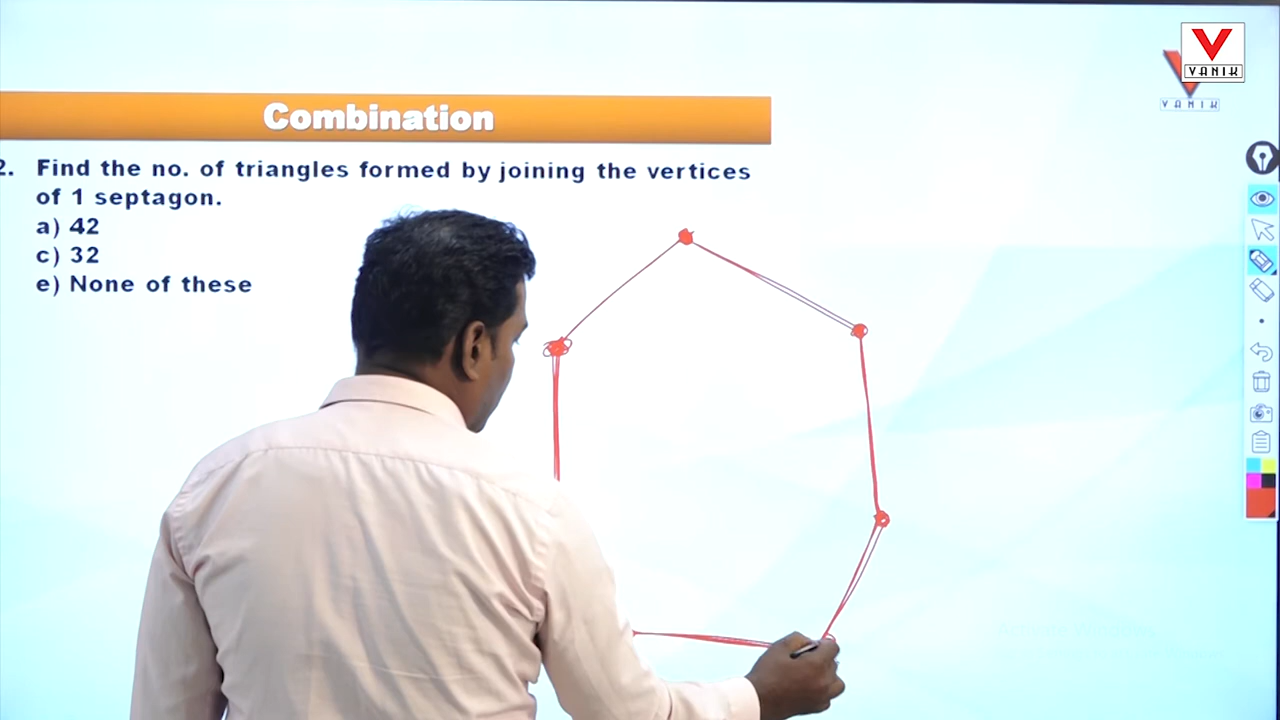 VANIK
VANIK
Combination
2. Find the no. of triangles formed by joining the vertices
of 1 septagon.
a) 42
c) 32
e) None of these